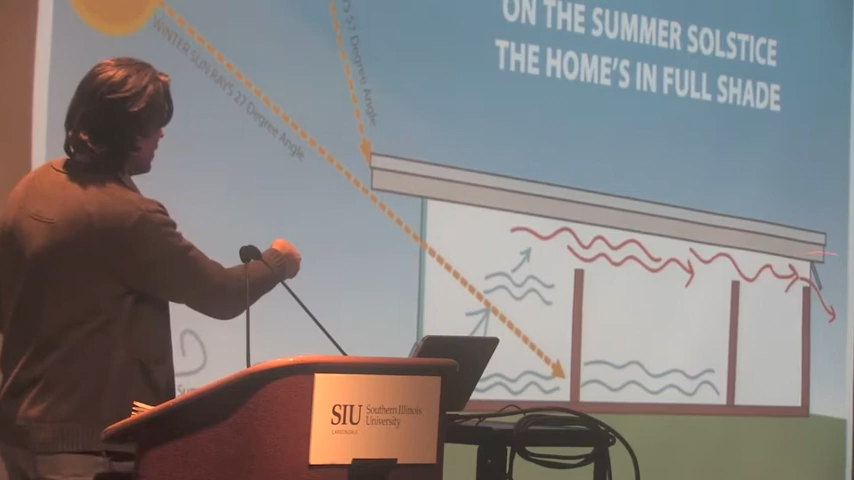 ON THE SUMMER SOLSTICE
THE HOME'S IN FULL SHADE
WINTER SUN RAYS 27 Degree Angle
57 Degree Angle
SIU
Southern Illinois
University
CARBONDALE